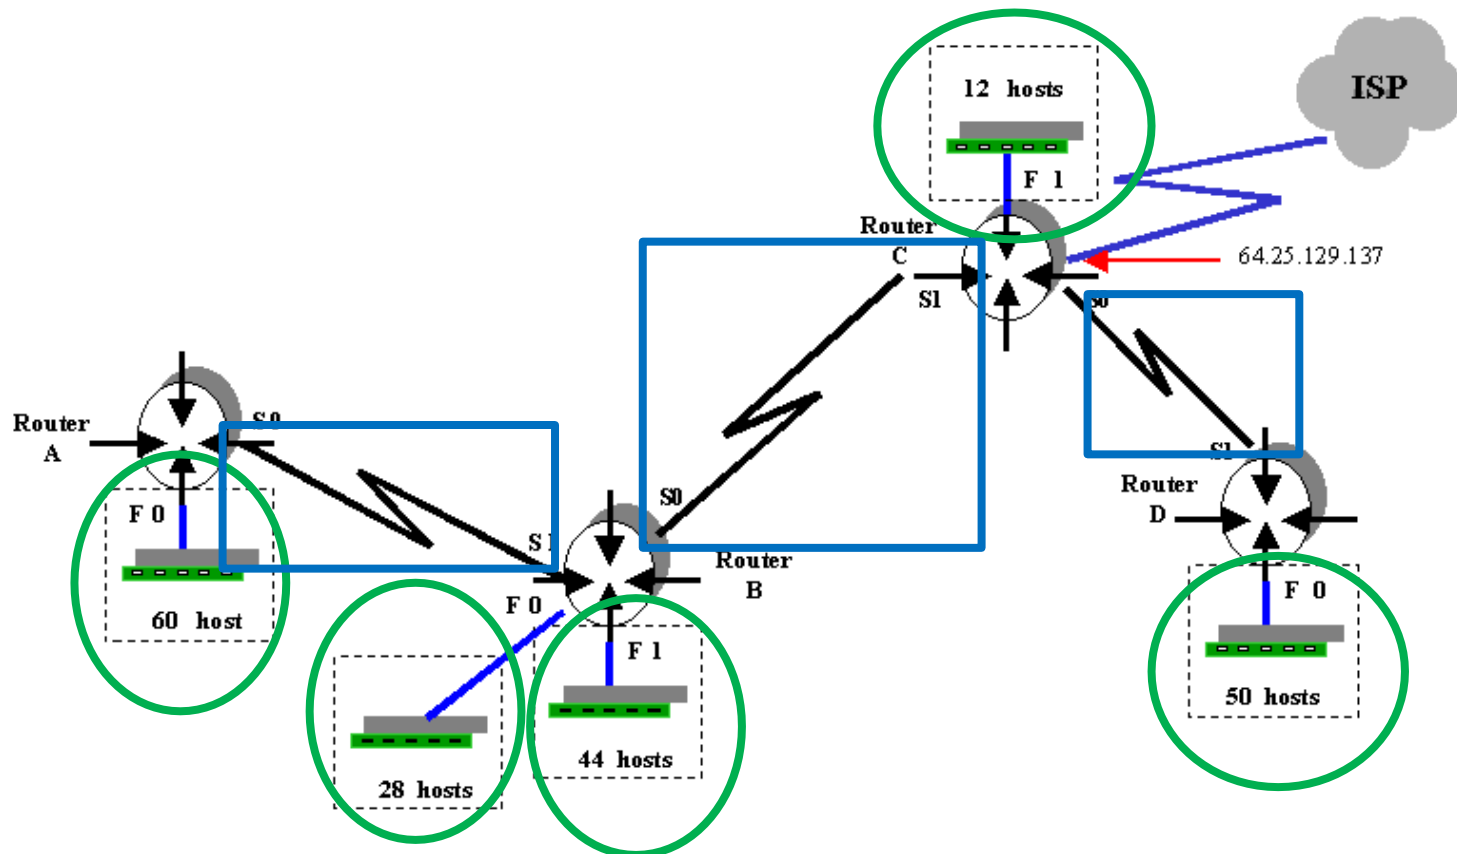 12 hosts
ISP
F 1
Router
C
S1
64.25.129.137
S0
Router
A
S0
F 0
60 host
S1
F 0
S0
Router
B
F 1
28 hosts
44 hosts
S1
Router
D
F 0
50 hosts